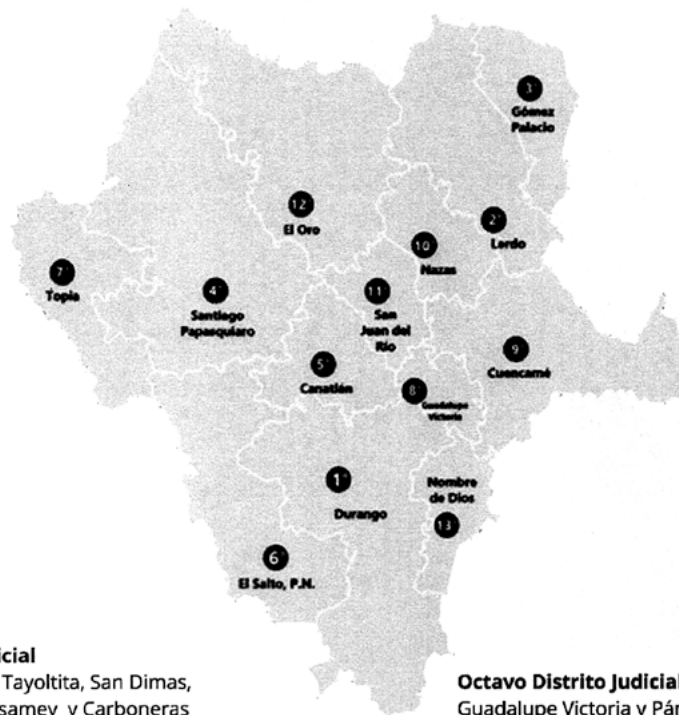 3
Gómez
Palacio
12
El Oro
2
Lerdo
10
Nazas
7
Topia
4
Santiago
Papasquiaro
11
San
Juan del
Río
9
Cuencamé
5
Canatlán
8
Guadalupe
Victoria
1
Durango
Nombre
de Dios
13
6
El Salto, P.N.
icial
Tayoltita, San Dimas,
samey y Carboneras
Octavo Distrito Judicial
Guadalupe Victoria y Pán